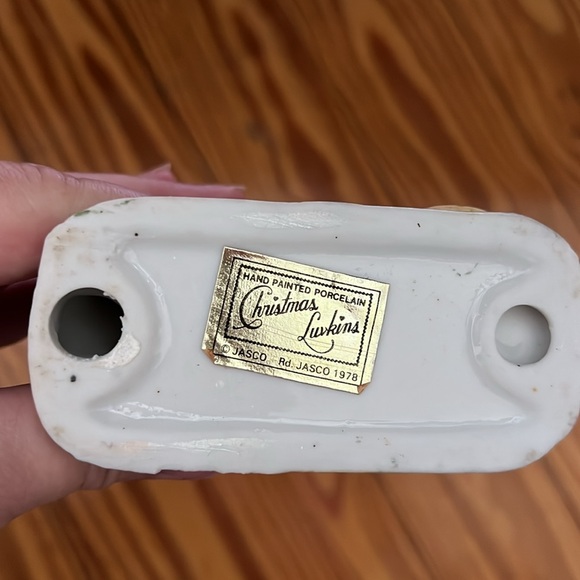 HAND PAINTED PORCELAIN
Christmas
Luvkins
© JASCO Rd. JASCO 1978